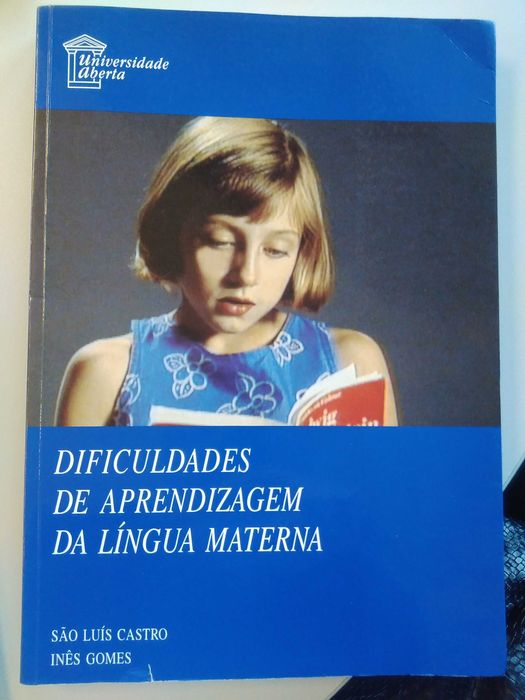 Universidade
Aberta
DIFICULDADES
DE APRENDIZAGEM
DA LÍNGUA MATERNA
SÃO LUÍS CASTRO
INÊS GOMES